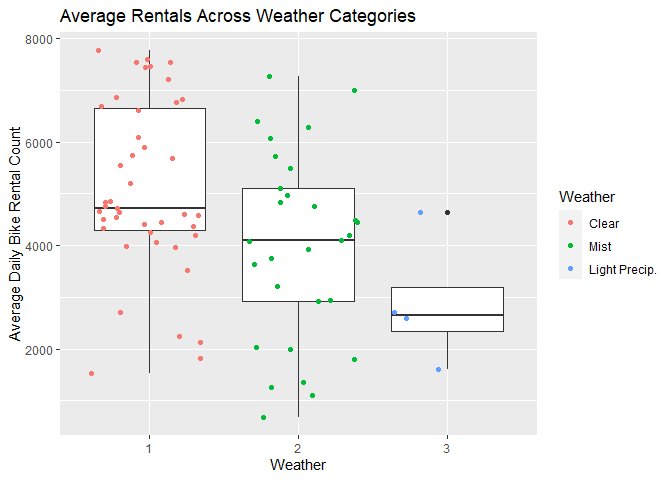 Average Rentals Across Weather Categories
Average Daily Bike Rental Count
8000
6000
4000
2000
1
2
3
Weather
Weather
Clear
Mist
Light Precip.